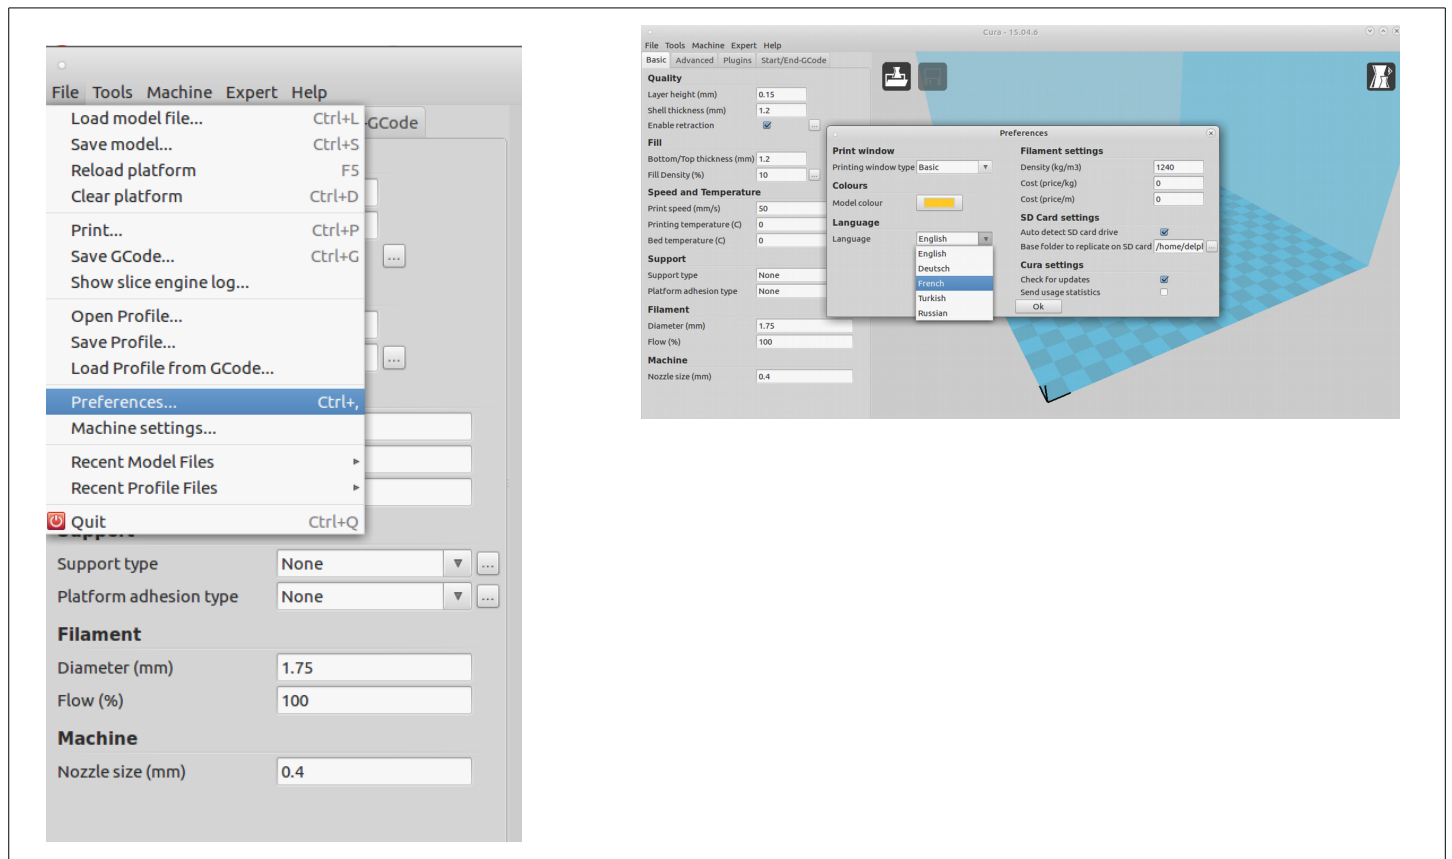 File Tools Machine Expert Help
Load model file... Ctrl+L
GCode
Save model... Ctrl+S
Reload platform F5
Clear platform Ctrl+D
Print... Ctrl+P
Save GCode... Ctrl+G
...
Show slice engine log...
Open Profile...
Save Profile...
Load Profile from GCode...
...
Preferences... Ctrl+,
Machine settings...
Recent Model Files
Recent Profile Files
Quit Ctrl+Q
Support
Support type None ...
Platform adhesion type None ...
Filament
Diameter (mm) 1.75
Flow (%) 100
Machine
Nozzle size (mm) 0.4
Cura - 15.04.6
File Tools Machine Expert Help
Basic Advanced Plugins Start/End-GCode
Quality
Layer height (mm) 0.15
Shell thickness (mm) 1.2
Enable retraction ...
Fill
Bottom/Top thickness (mm) 1.2
Fill Density (%) 10 ...
Speed and Temperature
Print speed (mm/s) 50
Printing temperature (C) 0
Bed temperature (C) 0
Support
Support type None
Platform adhesion type None
Filament
Diameter (mm) 1.75
Flow (%) 100
Machine
Nozzle size (mm) 0.4
Preferences
Print window
Printing window type Basic
Colours
Model colour
Language
Language English
English
Deutsch
French
Turkish
Russian
Filament settings
Density (kg/m3) 1240
Cost (price/kg) 0
Cost (price/m) 0
SD Card settings
Auto detect SD card drive
Base folder to replicate on SD card /home/delpl ...
Cura settings
Check for updates
Send usage statistics
Ok